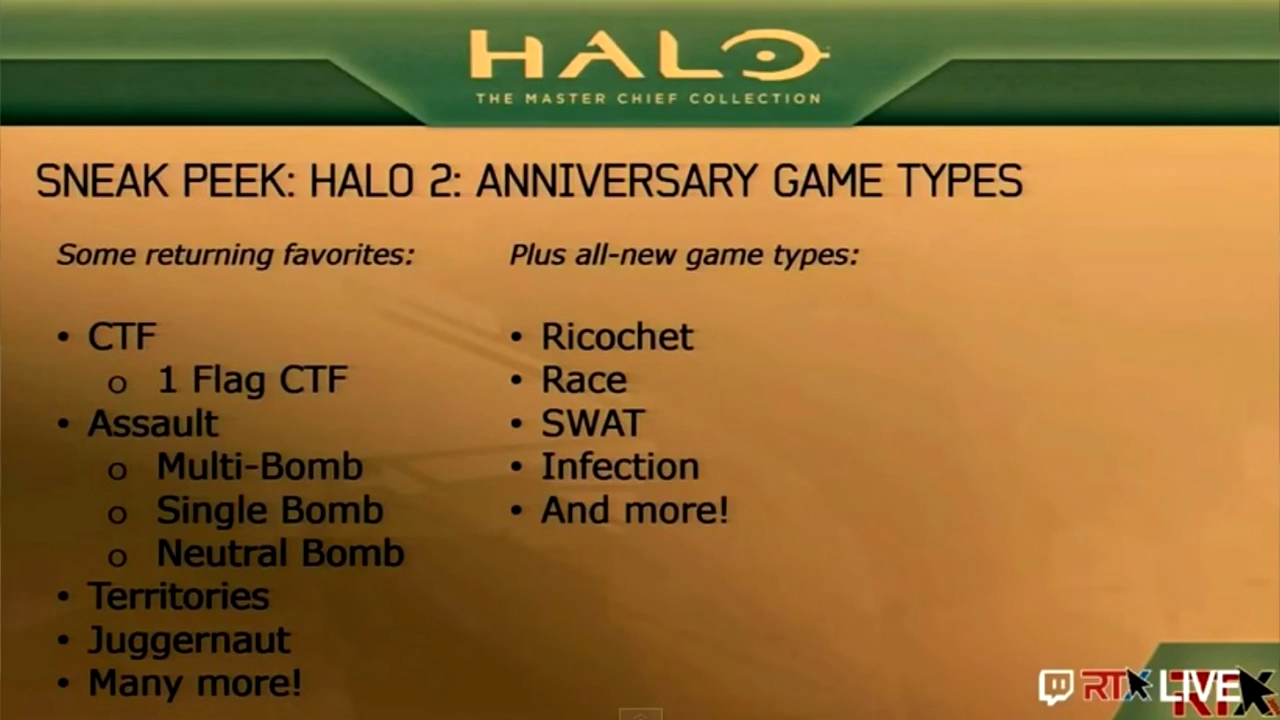 HALO
THE MASTER CHIEF COLLECTION
SNEAK PEEK: HALO 2: ANNIVERSARY GAME TYPES
Some returning favorites:
• CTF
o 1 Flag CTF
• Assault
o Multi-Bomb
o Single Bomb
o Neutral Bomb
• Territories
• Juggernaut
• Many more!
Plus all-new game types:
• Ricochet
• Race
• SWAT
• Infection
• And more!
RTX LIVE
RTX